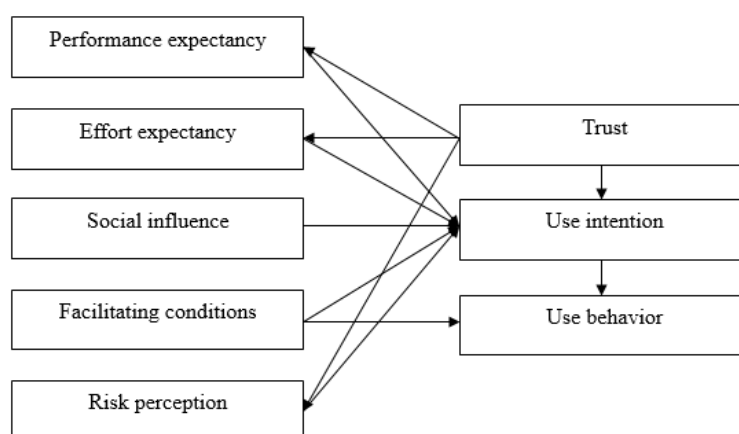 Performance expectancy
Effort expectancy
Social influence
Facilitating conditions
Risk perception
Trust
Use intention
Use behavior